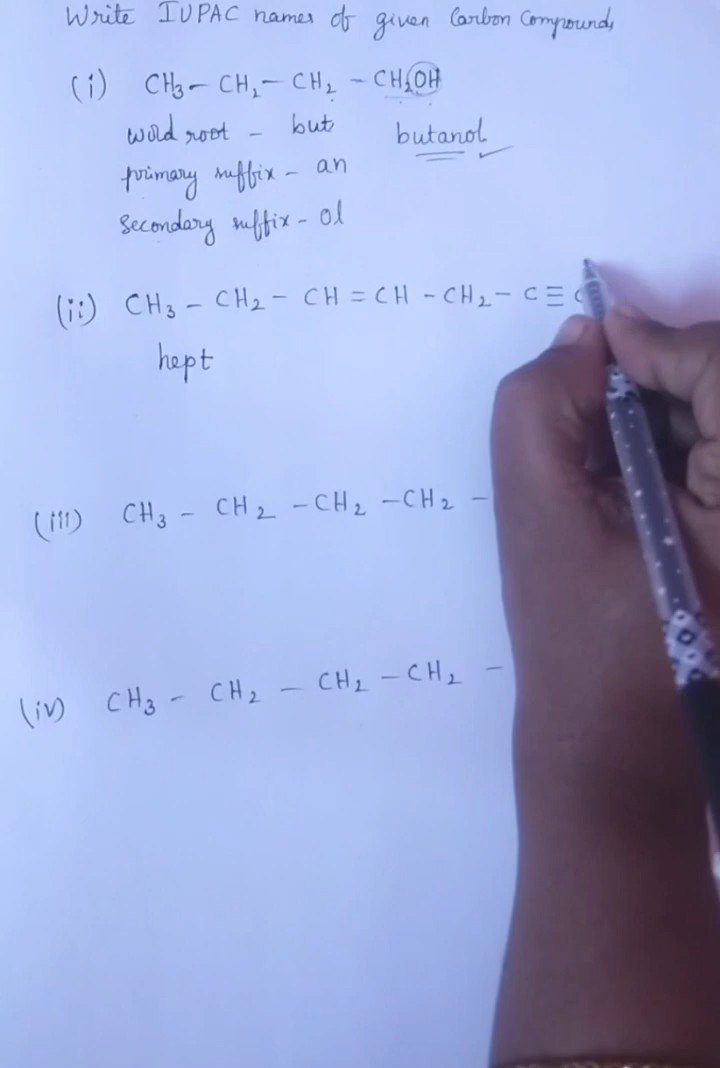 Write IUPAC names of given Carbon Compounds
(i) CH₃ - CH₂ - CH₂ - CH₂OH
word root - but butanol
primary suffix - an
Secondary suffix - ol
(ii) CH₃ - CH₂ - CH = CH - CH₂ - C ≡
hept
(iii) CH₃ - CH₂ - CH₂ - CH₂ -
(iv) CH₃ - CH₂ - CH₂ - CH₂ -